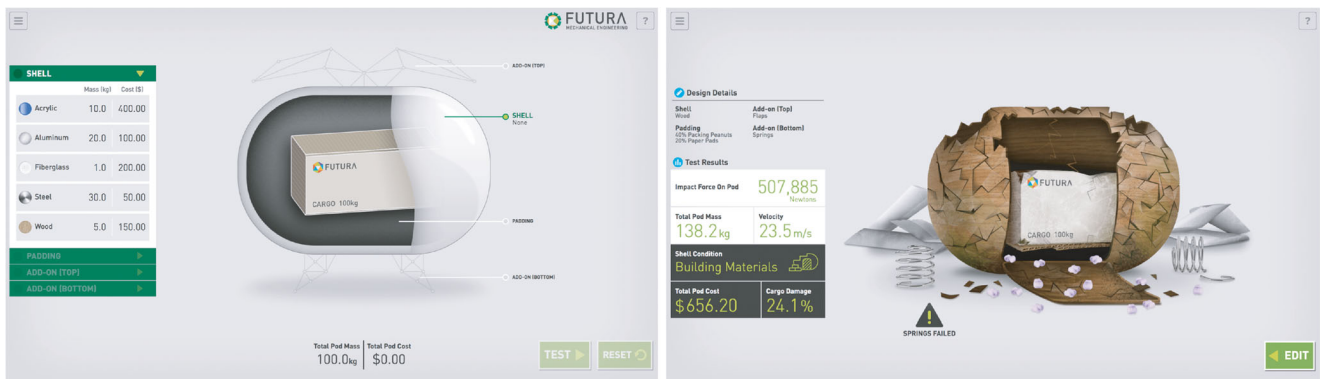 FUTURA
MECHANICAL ENGINEERING
?
SHELL
Mass (kg) Cost ($)
Acrylic 10.0 400.00
Aluminum 20.0 100.00
Fiberglass 1.0 200.00
Steel 30.0 50.00
Wood 5.0 150.00
PADDING
ADD-ON (TOP)
ADD-ON (BOTTOM)
ADD-ON (TOP)
SHELL
None
FUTURA
CARGO 100kg
PADDING
ADD-ON (BOTTOM)
Total Pod Mass Total Pod Cost
100.0kg $0.00
TEST
RESET
?
Design Details
Shell Add-on (Top)
Wood Flaps
Padding Add-on (Bottom)
40% Packing Peanuts Springs
20% Paper Pads
Test Results
Impact Force On Pod 507,885
Newtons
Total Pod Mass Velocity
138.2 kg 23.5 m/s
Shell Condition
Building Materials
Total Pod Cost Cargo Damage
$656.20 24.1%
FUTURA
CARGO 100kg
SPRINGS FAILED
EDIT